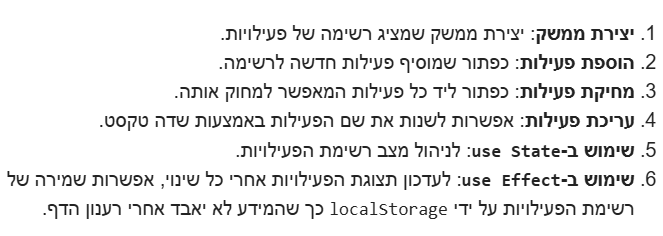 1. יצירת ממשק: יצירת ממשק שמציג רשימה של פעילויות.
2. הוספת פעילות: כפתור שמוסיף פעילות חדשה לרשימה.
3. מחיקת פעילות: כפתור ליד כל פעילות המאפשר למחוק אותה.
4. עריכת פעילות: אפשרות לשנות את שם הפעילות באמצעות שדה טקסט.
5. שימוש ב-use State: לניהול מצב רשימת הפעילויות.
6. שימוש ב-use Effect: לעדכון תצוגת הפעילויות אחרי כל שינוי, אפשרות שמירה של
רשימת הפעילויות על ידי localStorage כך שהמידע לא יאבד אחרי רענון הדף.